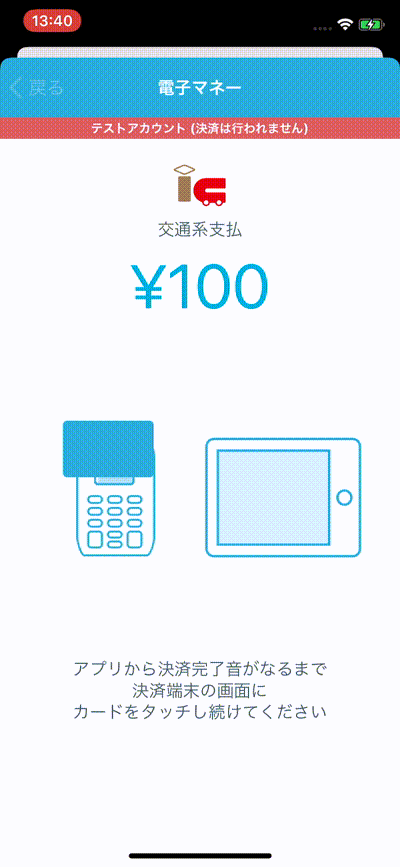 13:40
戻る
電子マネー
テストアカウント (決済は行われません)
交通系支払
¥100
アプリから決済完了音がなるまで
決済端末の画面に
カードをタッチし続けてください